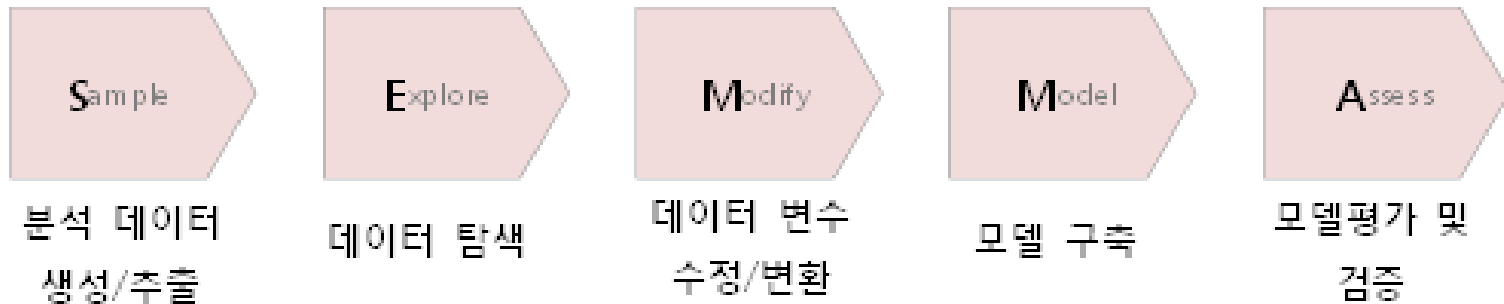 Sample
Explore
Modify
Model
Assess
분석 데이터
생성/추출
데이터 탐색
데이터 변수
수정/변환
모델 구축
모델평가 및
검증